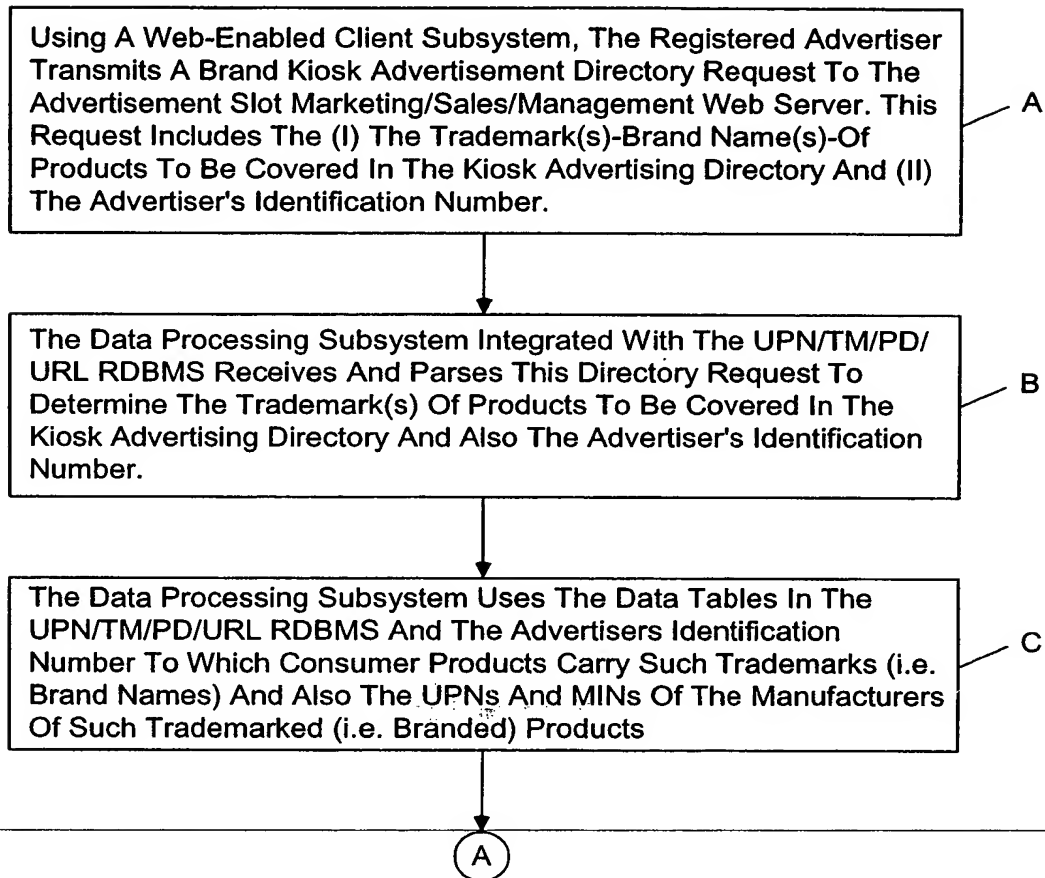 Using A Web-Enabled Client Subsystem, The Registered Advertiser
Transmits A Brand Kiosk Advertisement Directory Request To The
Advertisement Slot Marketing/Sales/Management Web Server. This
Request Includes The (I) The Trademark(s)-Brand Name(s)-Of
Products To Be Covered In The Kiosk Advertising Directory And (II)
The Advertiser's Identification Number.
A
The Data Processing Subsystem Integrated With The UPN/TM/PD/
URL RDBMS Receives And Parses This Directory Request To
Determine The Trademark(s) Of Products To Be Covered In The
Kiosk Advertising Directory And Also The Advertiser's Identification
Number.
B
The Data Processing Subsystem Uses The Data Tables In The
UPN/TM/PD/URL RDBMS And The Advertisers Identification
Number To Which Consumer Products Carry Such Trademarks (i.e.
Brand Names) And Also The UPNs And MINs Of The Manufacturers
Of Such Trademarked (i.e. Branded) Products
C
A